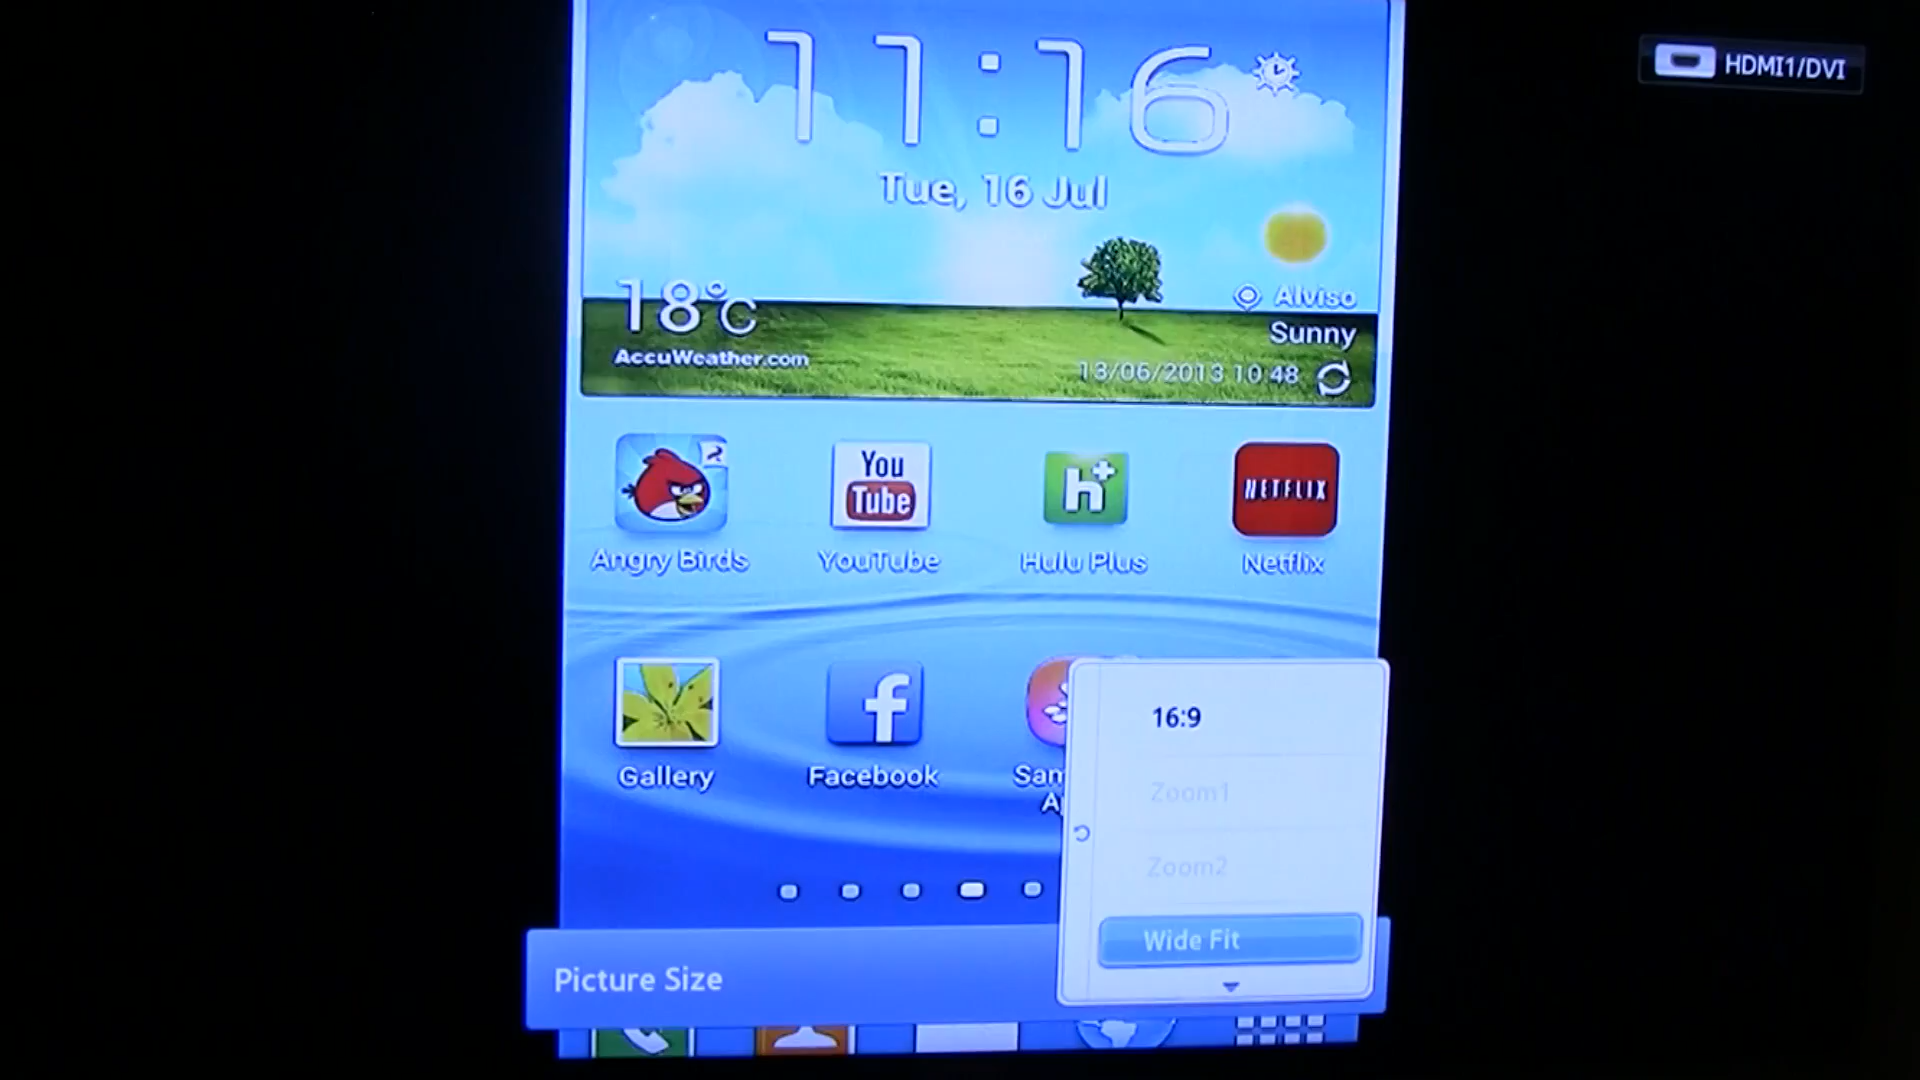 11:16
HDMI1/DVI
Tue, 16 Jul
18°C
Alviso
Sunny
AccuWeather.com
13/06/2013 10:48
You
Tube
h+
NETFLIX
Angry Birds
YouTube
Hulu Plus
Netflix
f
16:9
Gallery
Facebook
Sam
A
Zoom1
Zoom2
Wide Fit
Picture Size